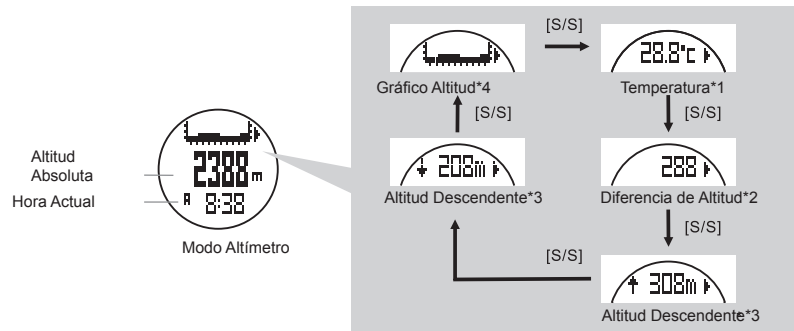 [S/S]
28.8°C
Gráfico Altitud*4
Temperatura*1
[S/S]
[S/S]
Altitud
Absoluta
2388 m
208m
288
Hora Actual
A 8:38
Altitud Descendente*3
Diferencia de Altitud*2
[S/S]
Modo Altímetro
[S/S]
308m
Altitud Descendente*3